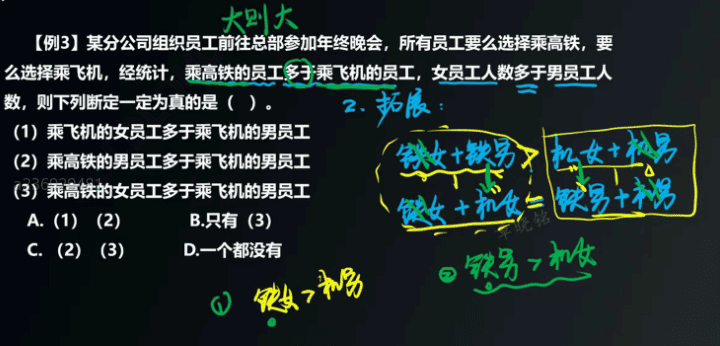 大则大
【例3】某分公司组织员工前往总部参加年终晚会，所有员工要么选择乘高铁，要
么选择乘飞机，经统计，乘高铁的员工多于乘飞机的员工，女员工人数多于男员工人
数，则下列断定一定为真的是（ ）。
2、拓展：
（1）乘飞机的女员工多于乘飞机的男员工
（2）乘高铁的男员工多于乘飞机的男员工
（3）乘高铁的女员工多于乘飞机的男员工
A.（1）（2） B.只有（3）
C.（2）（3） D.一个都没有
铁女+铁男 > 机女+机男
铁女+机女 = 铁男+机男
① 铁女>机男
② 铁男>机女